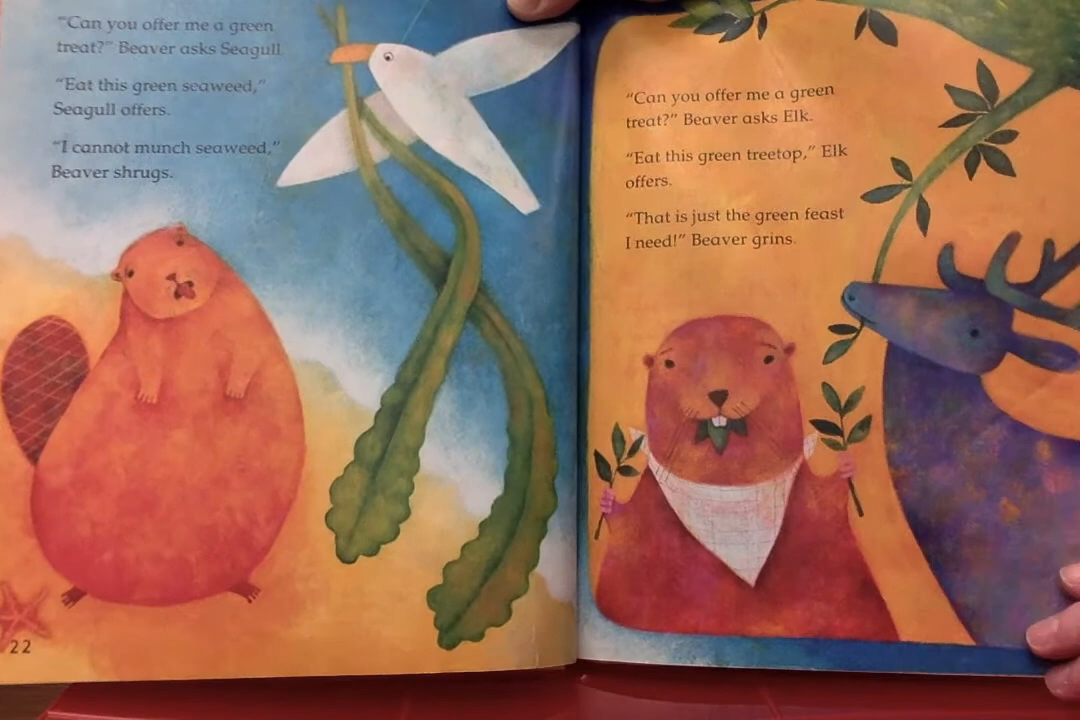 "Can you offer me a green
treat?" Beaver asks Seagull
"Eat this green seaweed,"
Seagull offers.
"I cannot munch seaweed,"
Beaver shrugs.
22
"Can you offer me a green
treat?" Beaver asks Elk.
"Eat this green treetop," Elk
offers.
"That is just the green feast
I need!" Beaver grins.